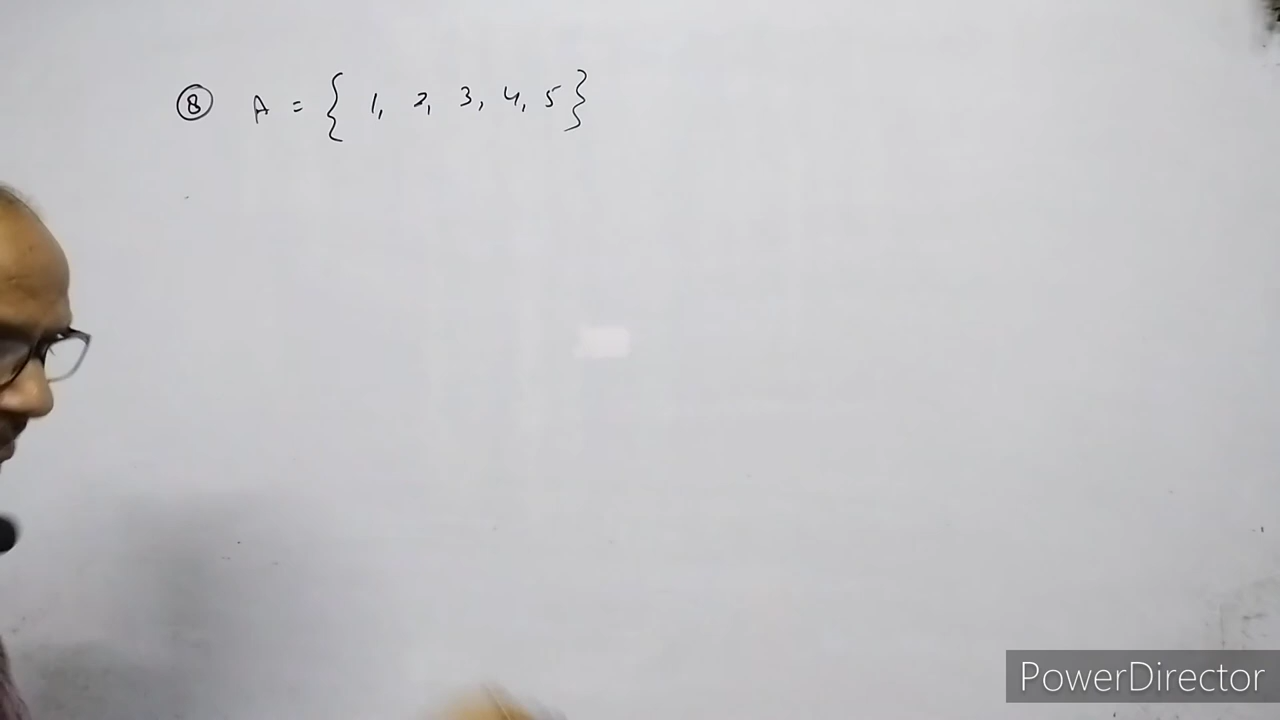 ⑧ A = { 1, 2, 3, 4, 5 }
PowerDirector